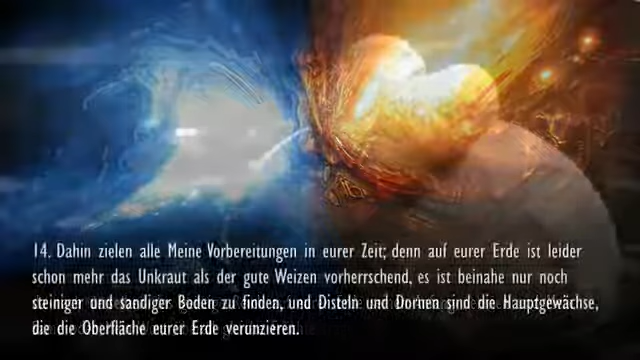 14. Dahin zielen alle Meine Vorbereitungen in eurer Zeit; denn auf eurer Erde ist leider
schon mehr das Unkraut als der gute Weizen vorherrschend, es ist beinahe nur noch
steiniger und sandiger Boden zu finden, und Disteln und Dornen sind die Hauptgewächse,
die die Oberfläche eurer Erde verunzieren.